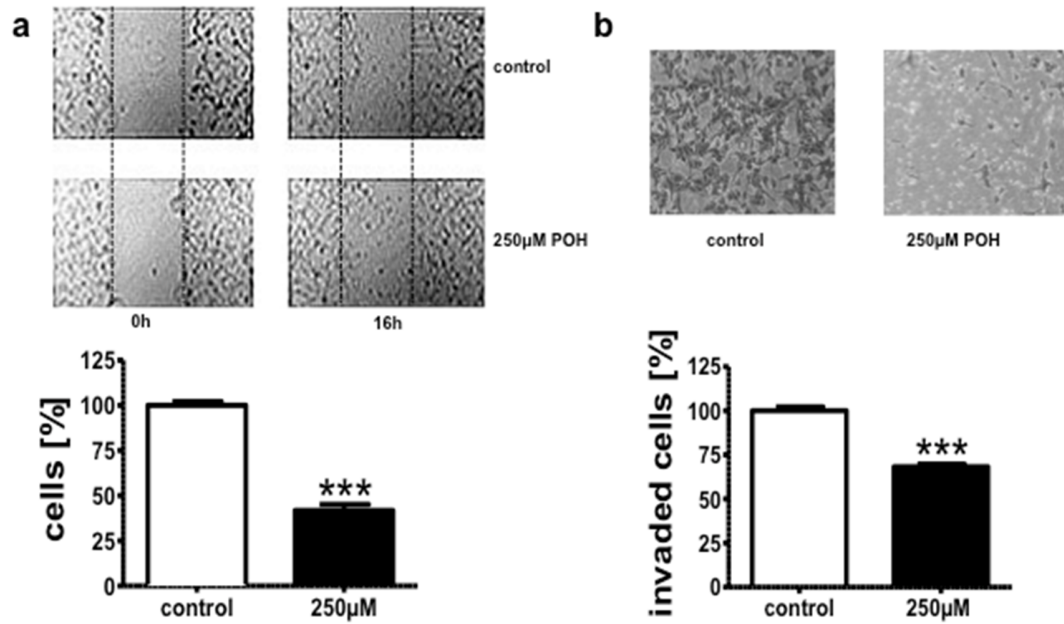 a
control
250µM POH
0h
16h
cells [%]
125
100
75
50
25
0
***
control
250µM
b
control
250µM POH
invaded cells [%]
125
100
75
50
25
0
***
control
250µM